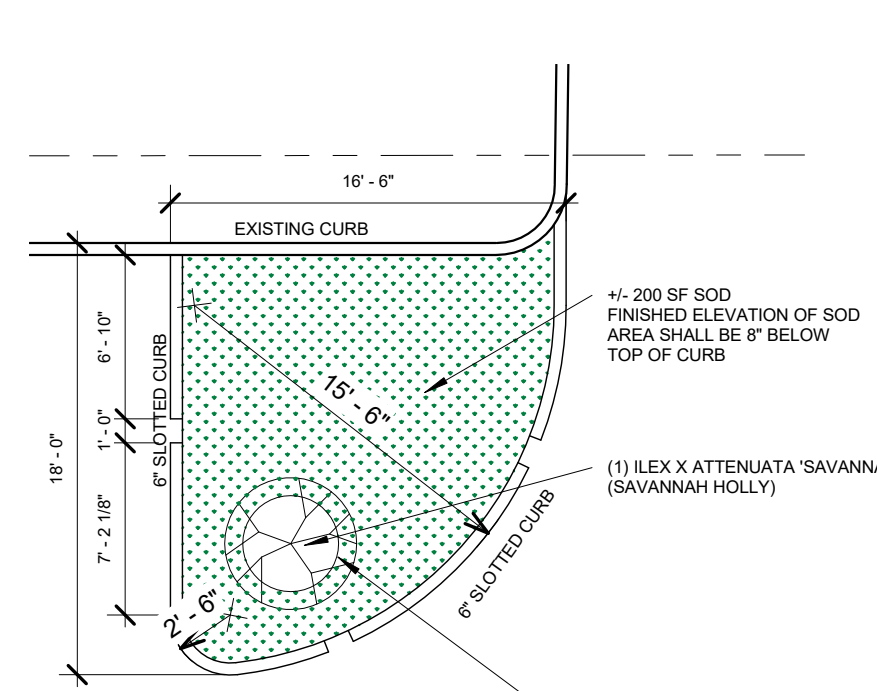 16' - 6"
EXISTING CURB
+/- 200 SF SOD
FINISHED ELEVATION OF SOD
AREA SHALL BE 8" BELOW
TOP OF CURB
6' - 10"
6" SLOTTED CURB
15' - 6"
1' - 0"
18' - 0"
(1) ILEX X ATTENUATA 'SAVANNA
(SAVANNAH HOLLY)
7' - 2 1/8"
6" SLOTTED CURB
2' - 6"